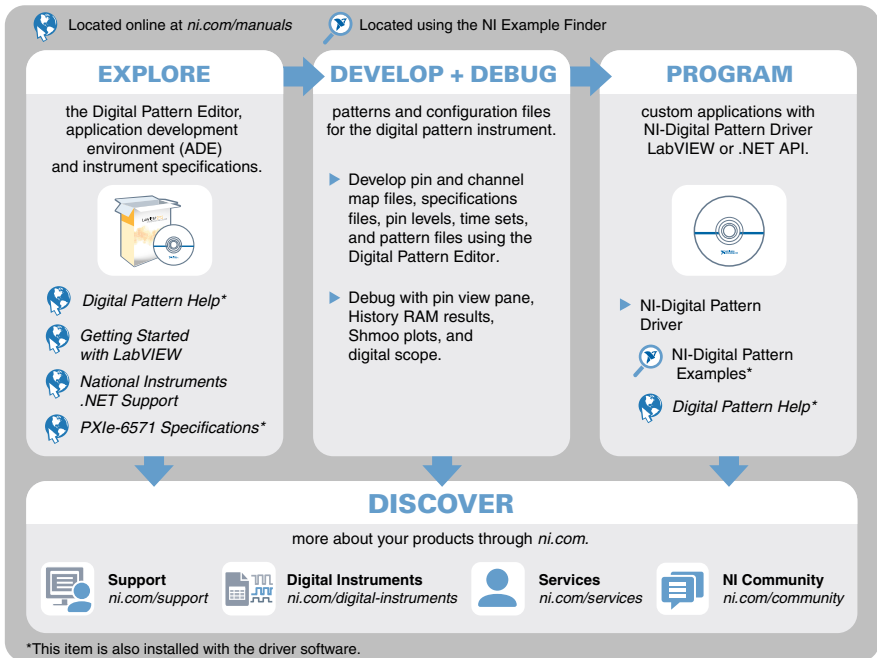 Located online at ni.com/manuals
Located using the NI Example Finder
EXPLORE
the Digital Pattern Editor,
application development
environment (ADE)
and instrument specifications.
Digital Pattern Help*
Getting Started
with LabVIEW
National Instruments
.NET Support
PXIe-6571 Specifications*
DEVELOP + DEBUG
patterns and configuration files
for the digital pattern instrument.
Develop pin and channel
map files, specifications
files, pin levels, time sets,
and pattern files using the
Digital Pattern Editor.
Debug with pin view pane,
History RAM results,
Shmoo plots, and
digital scope.
PROGRAM
custom applications with
NI-Digital Pattern Driver
LabVIEW or .NET API.
NI-Digital Pattern
Driver
NI-Digital Pattern
Examples*
Digital Pattern Help*
DISCOVER
more about your products through ni.com.
Support
ni.com/support
Digital Instruments
ni.com/digital-instruments
Services
ni.com/services
NI Community
ni.com/community
*This item is also installed with the driver software.